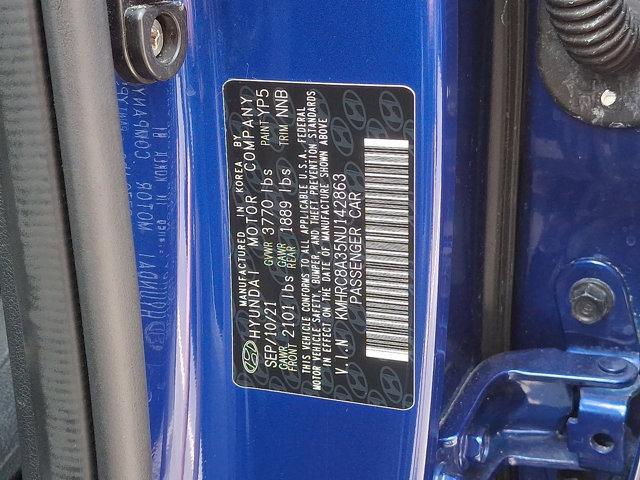 MANUFACTURED IN KOREA BY
HYUNDAI MOTOR COMPANY
SEP/10/21 GVWR 3770 lbs PAINT YP5
GAWR FRONT 2101 lbs GAWR REAR 1889 lbs TRIM NNB
THIS VEHICLE CONFORMS TO ALL APPLICABLE U.S.A. FEDERAL
MOTOR VEHICLE SAFETY, BUMPER, AND THEFT PREVENTION STANDARDS
IN EFFECT ON THE DATE OF MANUFACTURE SHOWN ABOVE
V.I.N KMHRC8A35NU142863
PASSENGER CAR